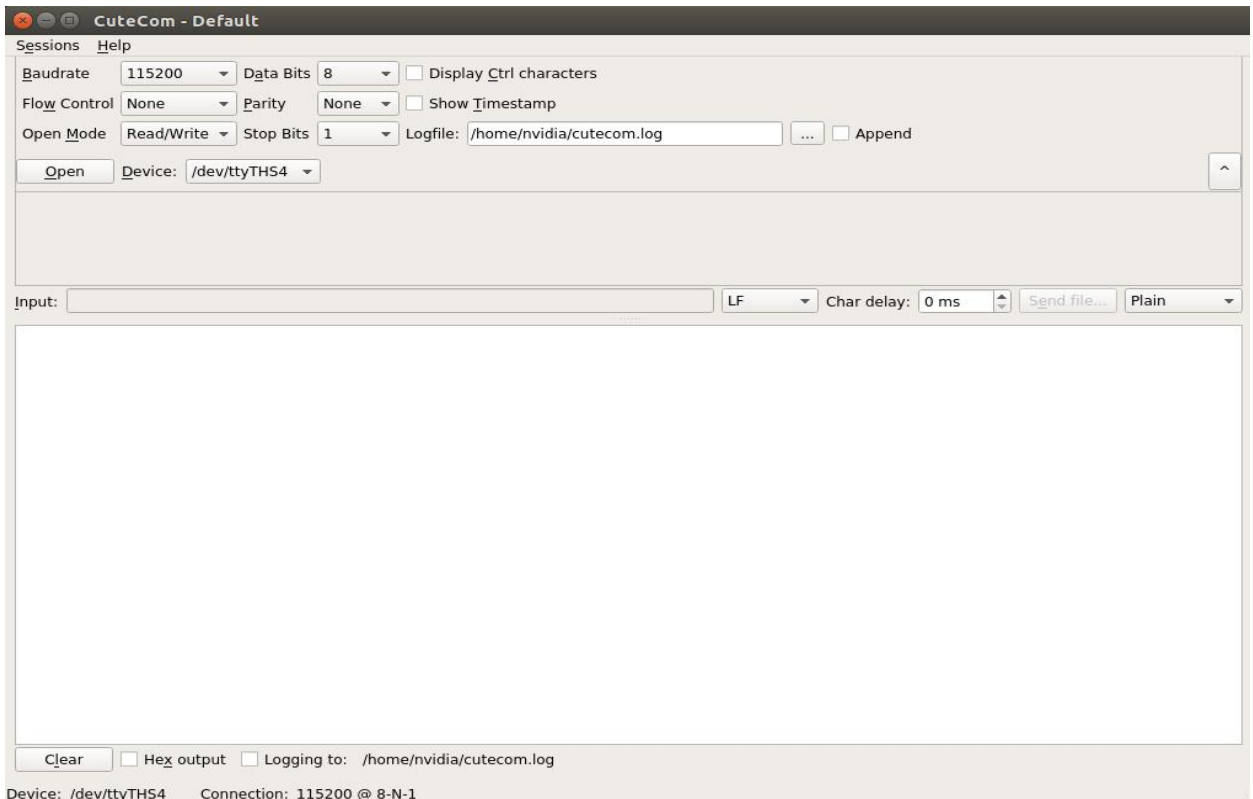 CuteCom - Default
Sessions Help
Baudrate 115200 Data Bits 8 Display Ctrl characters
Flow Control None Parity None Show Timestamp
Open Mode Read/Write Stop Bits 1 Logfile: /home/nvidia/cutecom.log ... Append
Open Device: /dev/ttyTHS4 ^
Input: LF Char delay: 0 ms Send file... Plain
Clear Hex output Logging to: /home/nvidia/cutecom.log
Device: /dev/ttyTHS4 Connection: 115200 @ 8-N-1